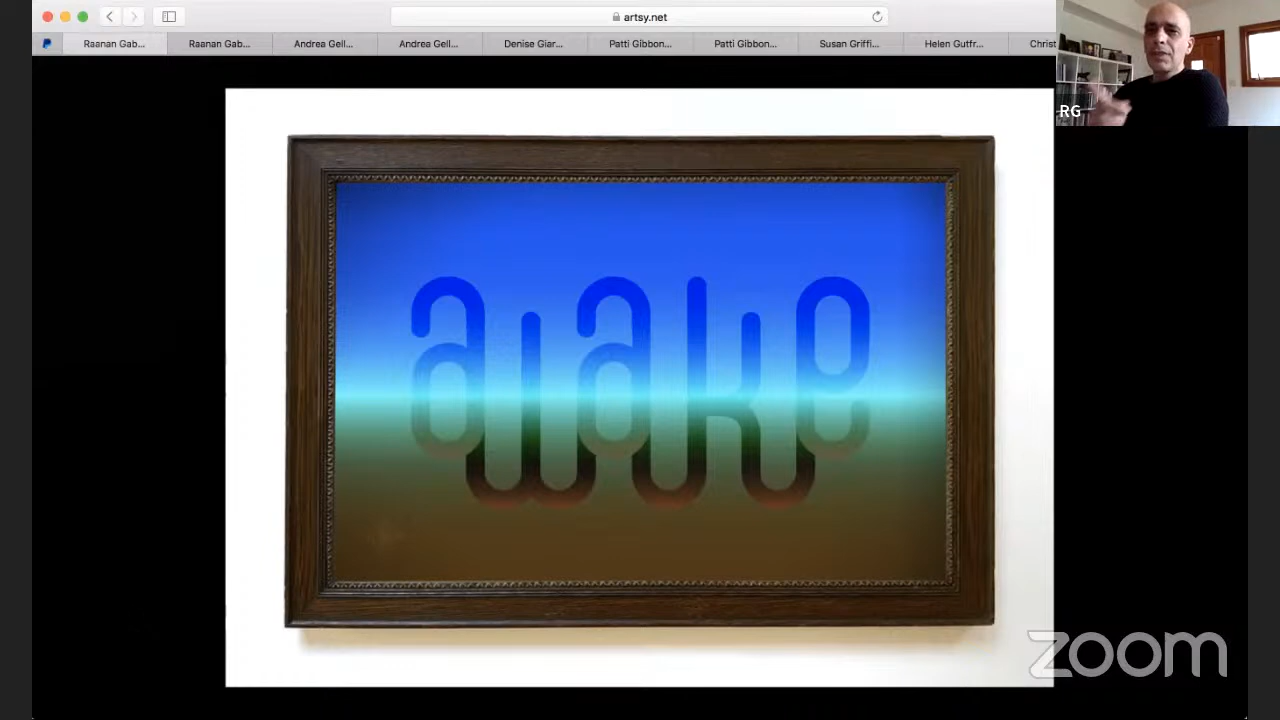 artsy.net
Raanan Gab... Raanan Gab... Andrea Gell... Andrea Gell... Denise Giar... Patti Gibbon... Patti Gibbon... Susan Griffi... Helen Gutfr... Christ
RG
awake
zoom